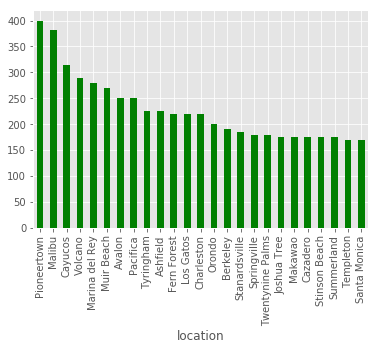 400
350
300
250
200
150
100
50
0
Pioneertown
Malibu
Cayucos
Volcano
Marina del Rey
Muir Beach
Avalon
Pacifica
Tyringham
Ashfield
Fern Forest
Los Gatos
Charleston
Orondo
Berkeley
Stanardsville
Springville
Twentynine Palms
Joshua Tree
Makawao
Cazadero
Stinson Beach
Summerland
Templeton
Santa Monica
location